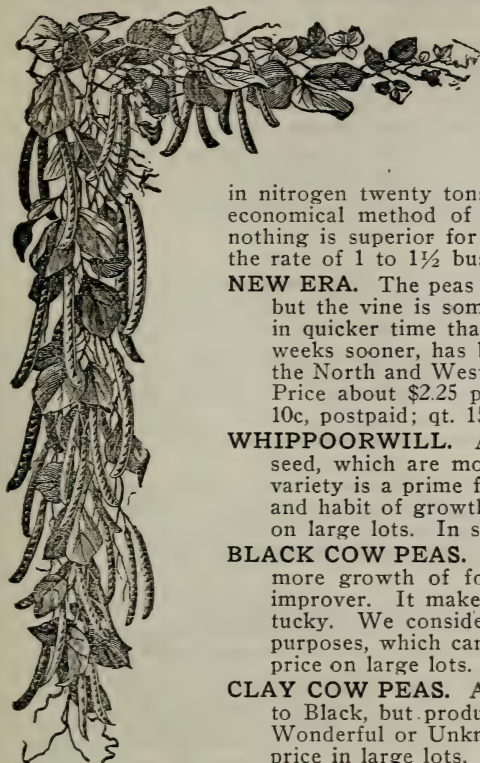 in nitrogen twenty tons
economical method of
nothing is superior for
the rate of 1 to 1½ bus
NEW ERA. The peas
but the vine is som
in quicker time tha
weeks sooner, has b
the North and West
Price about $2.25 p
10c, postpaid; qt. 15
WHIPPOORWILL. A
seed, which are mo
variety is a prime f
and habit of growth
on large lots. In s
BLACK COW PEAS.
more growth of fo
improver. It make
tucky. We conside
purposes, which can
price on large lots.
CLAY COW PEAS. A
to Black, but produ
Wonderful or Unkn
price in large lots.